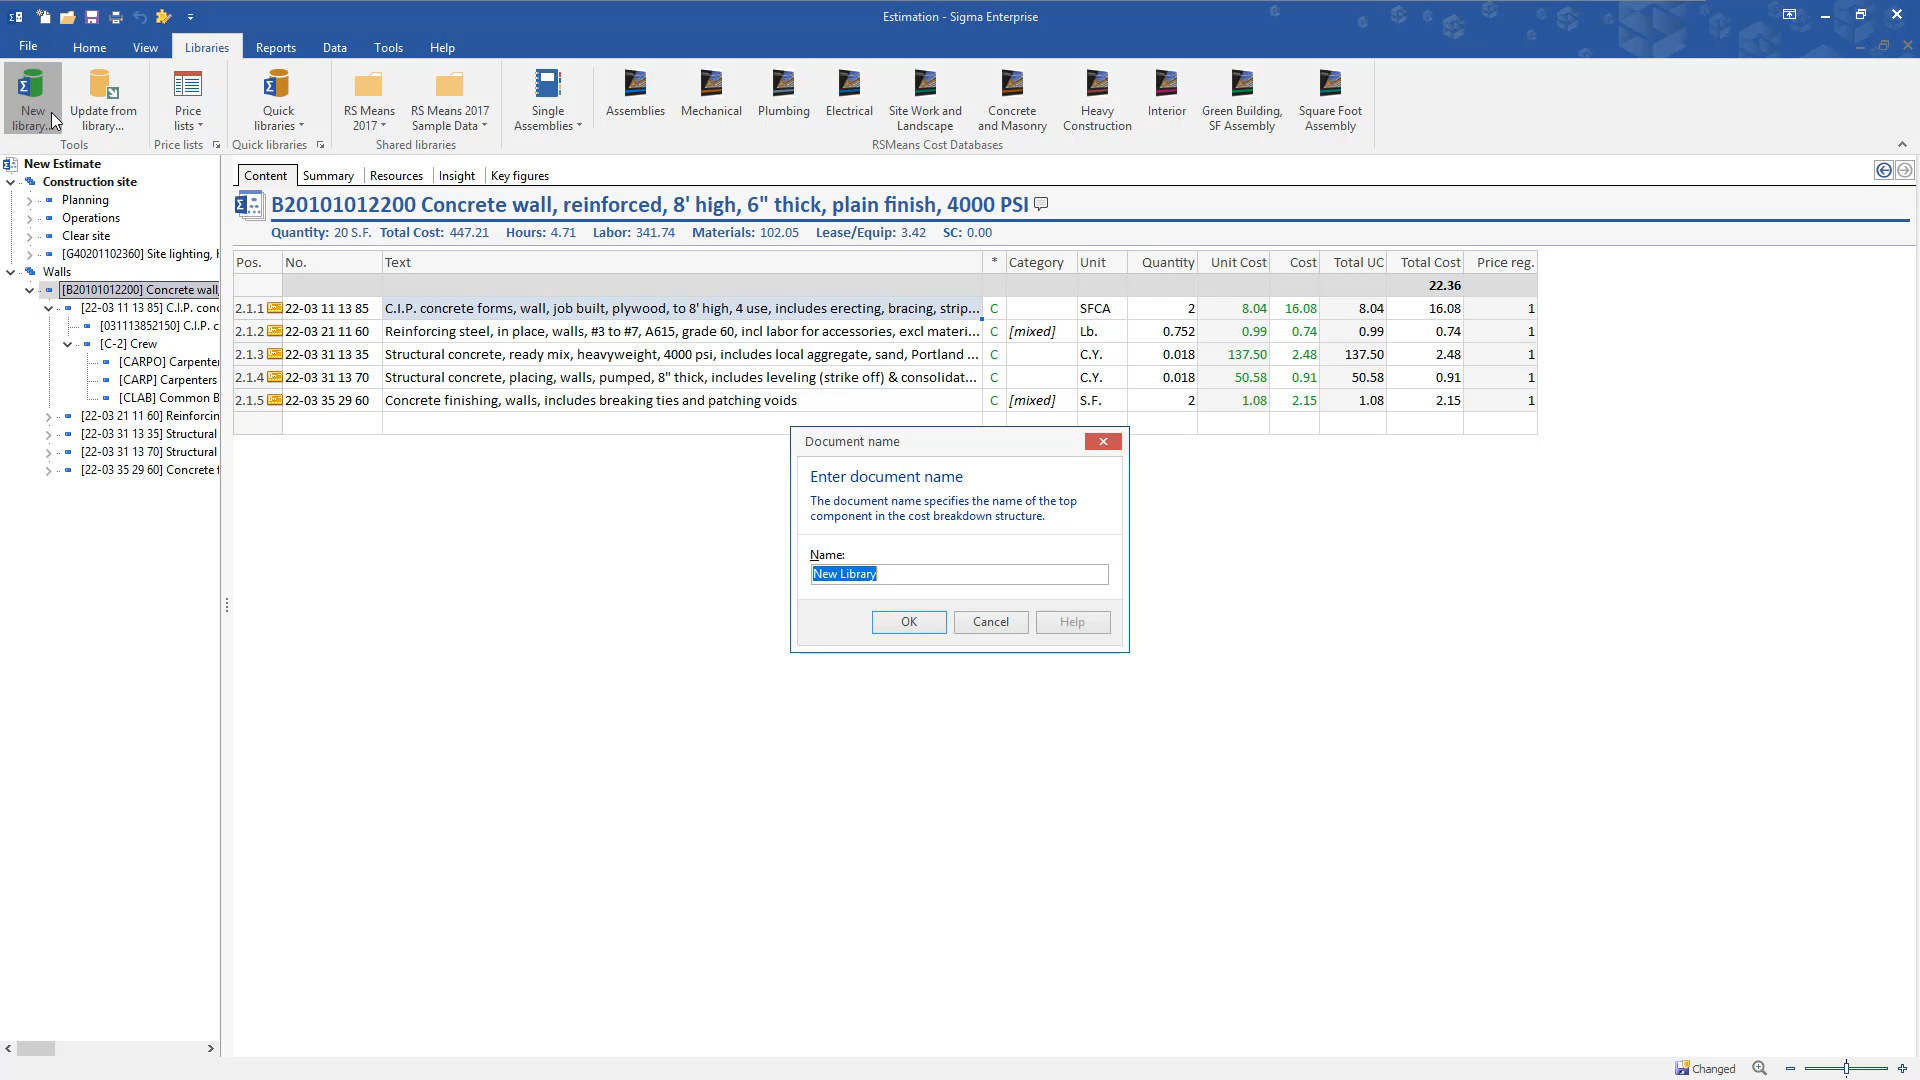 Estimation - Sigma Enterprise
File Home View Libraries Reports Data Tools Help
New library...
Update from library...
Price lists
Quick libraries
RS Means 2017
RS Means 2017 Sample Data
Single Assemblies
Assemblies
Mechanical
Plumbing
Electrical
Site Work and Landscape
Concrete and Masonry
Heavy Construction
Interior
Green Building, SF Assembly
Square Foot Assembly
Tools Price lists Quick libraries Shared libraries RSMeans Cost Databases
New Estimate
Construction site
Planning
Operations
Clear site
[G40201102360] Site lighting,
Walls
[B20101012200] Concrete wall,
[22-03 11 13 85] C.I.P. conc
[031113852150] C.I.P. c
[C-2] Crew
[CARPO] Carpenter
[CARP] Carpenters
[CLAB] Common B
[22-03 21 11 60] Reinforcin
[22-03 31 13 35] Structural
[22-03 31 13 70] Structural
[22-03 35 29 60] Concrete f
Content Summary Resources Insight Key figures
B20101012200 Concrete wall, reinforced, 8' high, 6" thick, plain finish, 4000 PSI
Quantity: 20 S.F. Total Cost: 447.21 Hours: 4.71 Labor: 341.74 Materials: 102.05 Lease/Equip: 3.42 SC: 0.00
Pos. No. Text * Category Unit Quantity Unit Cost Cost Total UC Total Cost Price reg.
22.36
2.1.1 22-03 11 13 85 C.I.P. concrete forms, wall, job built, plywood, to 8' high, 4 use, includes erecting, bracing, strip... C SFCA 2 8.04 16.08 8.04 16.08 1
2.1.2 22-03 21 11 60 Reinforcing steel, in place, walls, #3 to #7, A615, grade 60, incl labor for accessories, excl materi... C [mixed] Lb. 0.752 0.99 0.74 0.99 0.74 1
2.1.3 22-03 31 13 35 Structural concrete, ready mix, heavyweight, 4000 psi, includes local aggregate, sand, Portland ... C C.Y. 0.018 137.50 2.48 137.50 2.48 1
2.1.4 22-03 31 13 70 Structural concrete, placing, walls, pumped, 8" thick, includes leveling (strike off) & consolidat... C C.Y. 0.018 50.58 0.91 50.58 0.91 1
2.1.5 22-03 35 29 60 Concrete finishing, walls, includes breaking ties and patching voids C [mixed] S.F. 2 1.08 2.15 1.08 2.15 1
Document name
Enter document name
The document name specifies the name of the top
component in the cost breakdown structure.
Name:
New Library
OK Cancel Help
Changed